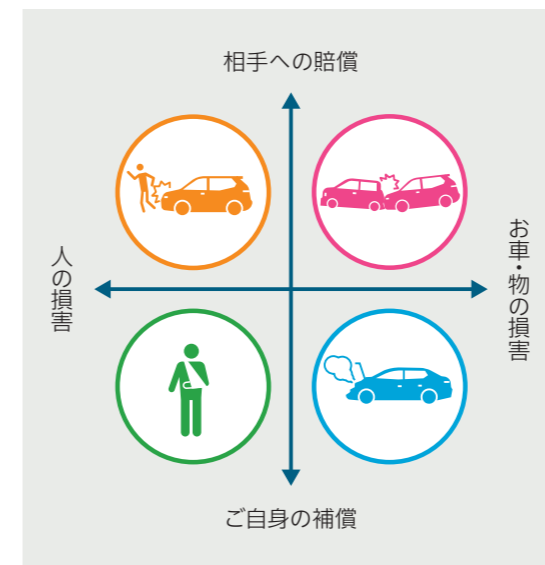 相手への賠償
人の損害
お車・物の損害
ご自身の補償